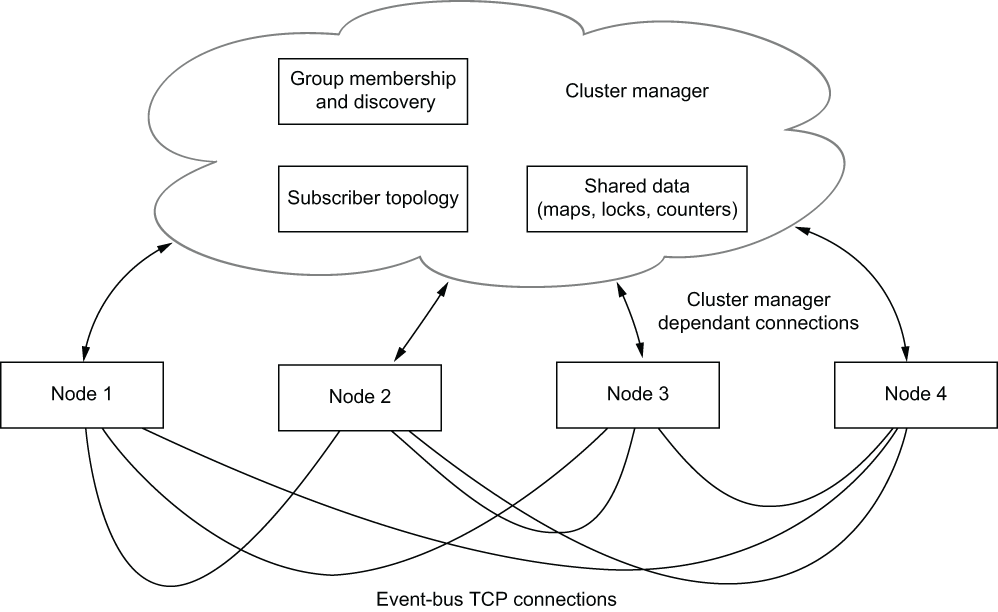 Group membership
and discovery
Cluster manager
Subscriber topology
Shared data
(maps, locks, counters)
Cluster manager
dependant connections
Node 1
Node 2
Node 3
Node 4
Event-bus TCP connections